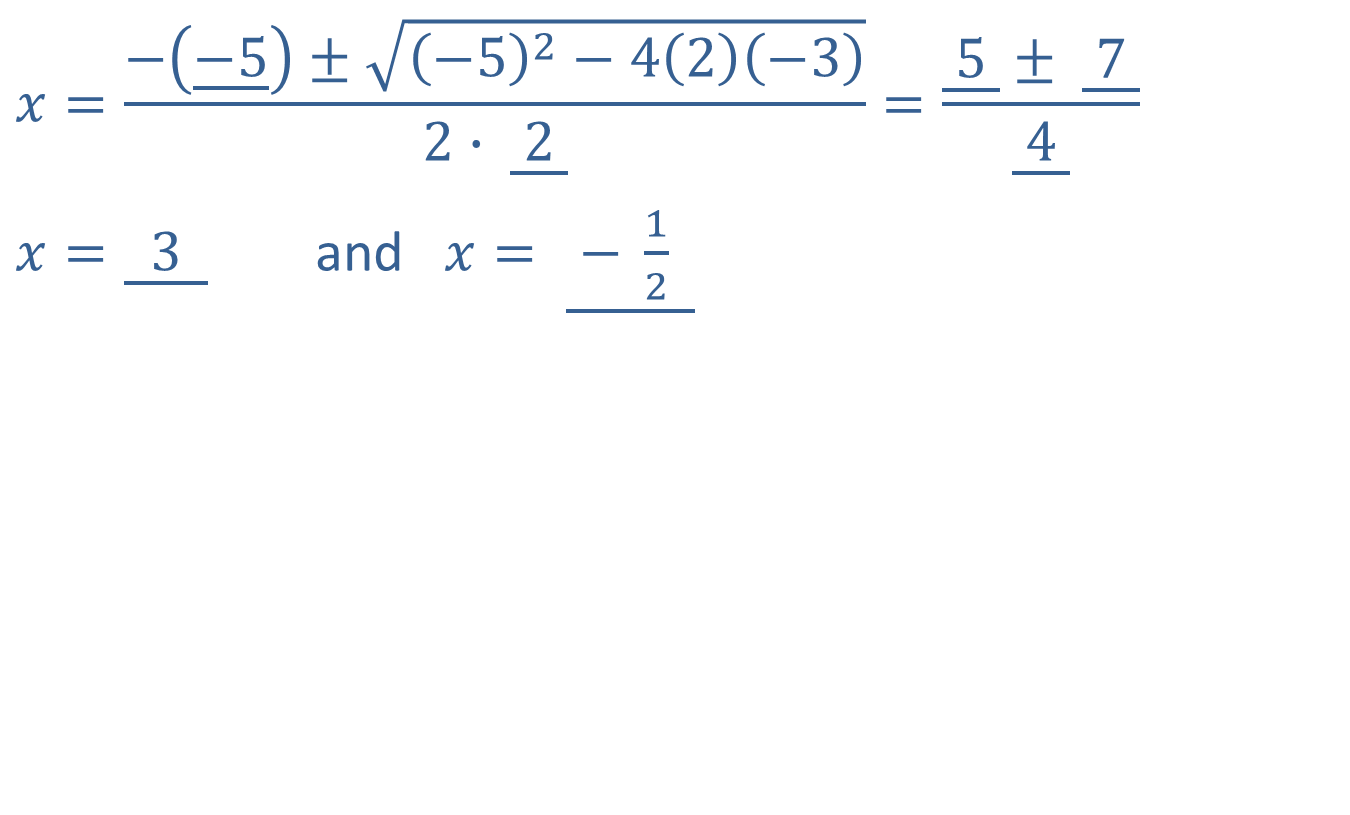 x = (−(−5) ± √((−5)² − 4(2)(−3))) / (2 · 2) = (5 ± 7) / 4
x = 3 and x = − 1/2